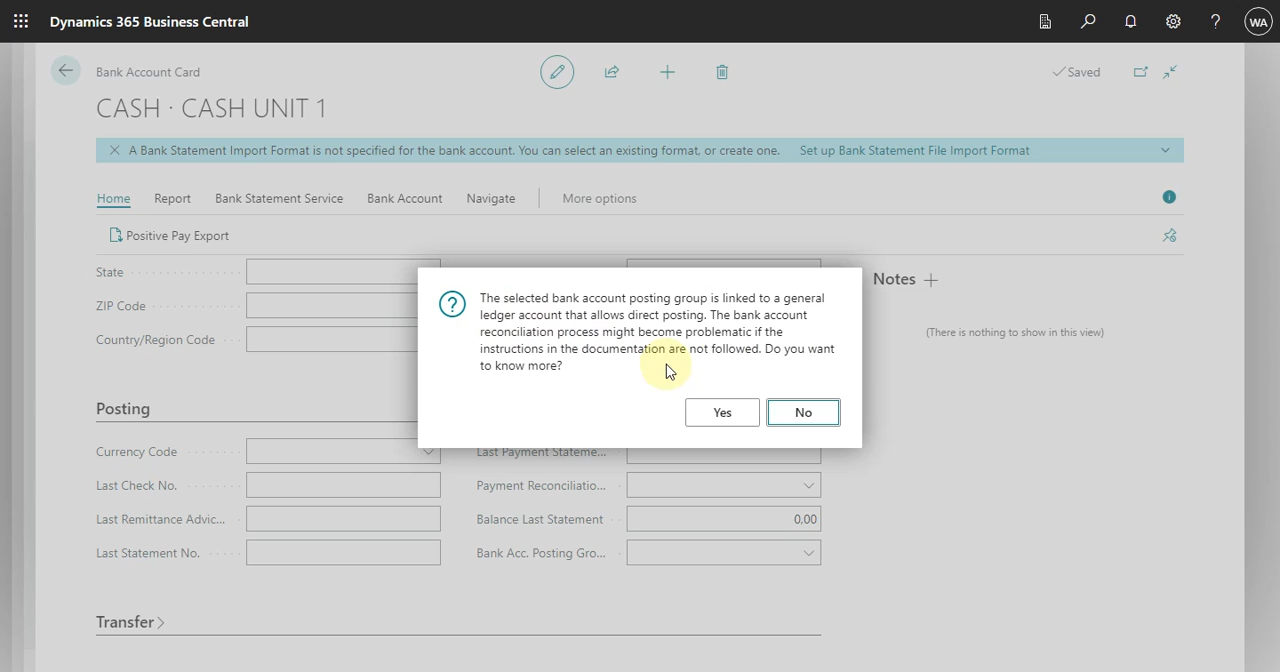 Dynamics 365 Business Central
?
WA
Bank Account Card
Saved
CASH · CASH UNIT 1
A Bank Statement Import Format is not specified for the bank account. You can select an existing format, or create one. Set up Bank Statement File Import Format
Home Report Bank Statement Service Bank Account Navigate More options
Positive Pay Export
State
ZIP Code
Country/Region Code
Notes
(There is nothing to show in this view)
The selected bank account posting group is linked to a general
ledger account that allows direct posting. The bank account
reconciliation process might become problematic if the
instructions in the documentation are not followed. Do you want
to know more?
Yes No
Posting
Currency Code Last Payment Stateme...
Last Check No. Payment Reconciliatio...
Last Remittance Advic... Balance Last Statement 0,00
Last Statement No. Bank Acc. Posting Gro...
Transfer